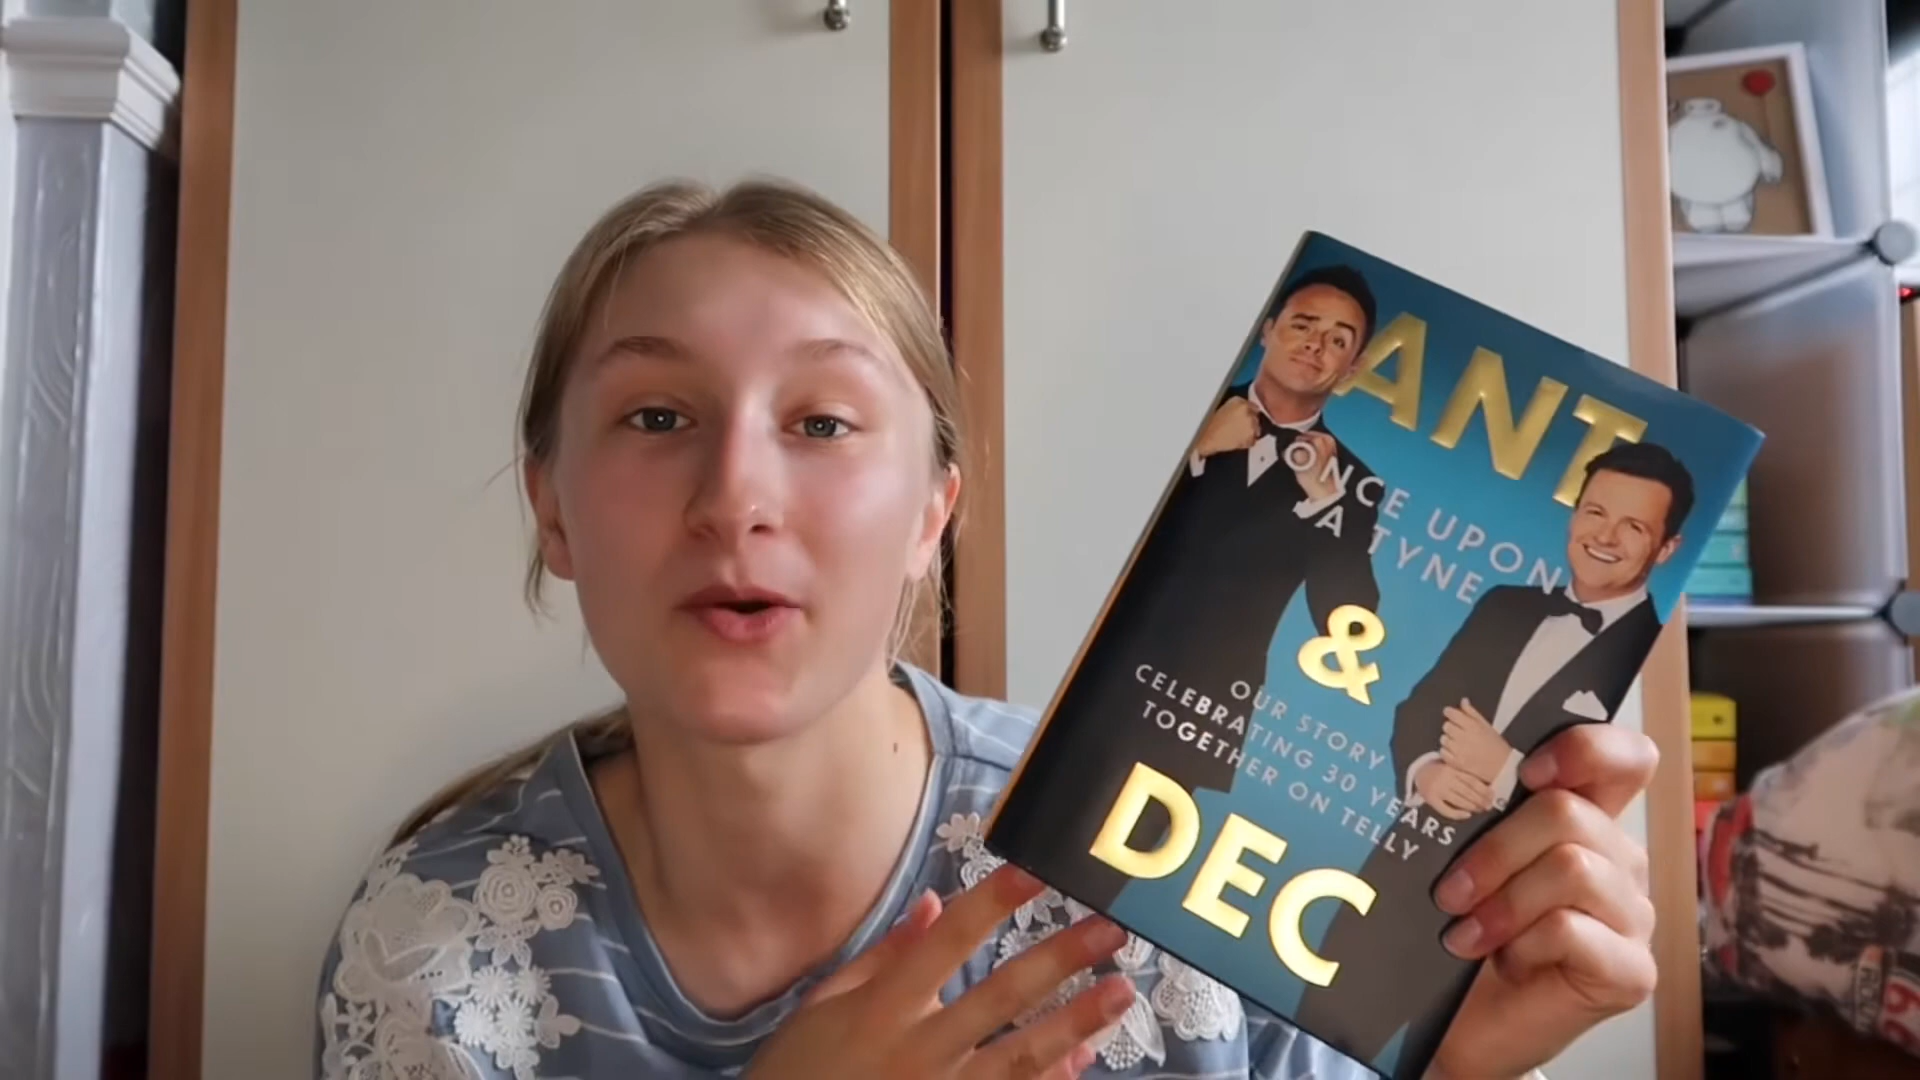 ANT
ONCE UPON
A TYNE
&
OUR STORY
CELEBRATING 30 YEARS
TOGETHER ON TELLY
DEC